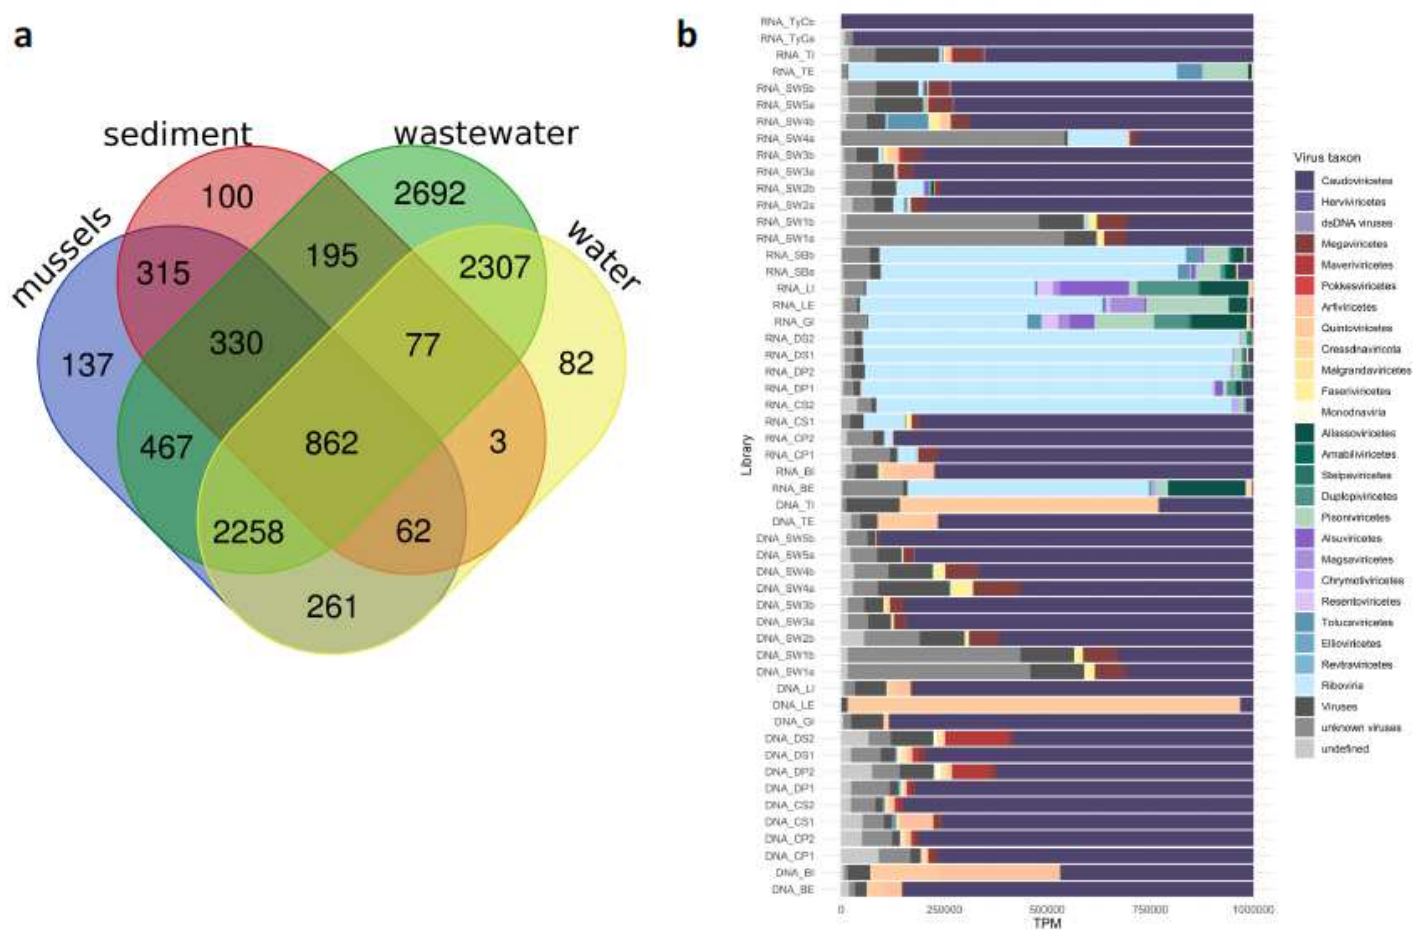 a
sediment
wastewater
mussels
water
100
2692
315
195
2307
137
330
77
82
467
862
3
2258
62
261
b
RNA_TyCb
RNA_TyCa
RNA_TI
RNA_TE
RNA_SW5b
RNA_SW5a
RNA_SW4b
RNA_SW4a
RNA_SW3b
RNA_SW3a
RNA_SW2b
RNA_SW2a
RNA_SW1b
RNA_SW1a
RNA_SBb
RNA_SBa
RNA_LI
RNA_LE
RNA_GI
RNA_DS2
RNA_DS1
RNA_DP2
RNA_DP1
RNA_CS2
RNA_CS1
RNA_CP2
RNA_CP1
RNA_BI
RNA_BE
DNA_TI
DNA_TE
DNA_SW5b
DNA_SW5a
DNA_SW4b
DNA_SW4a
DNA_SW3b
DNA_SW3a
DNA_SW2b
DNA_SW1b
DNA_SW1a
DNA_LI
DNA_LE
DNA_GI
DNA_DS2
DNA_DS1
DNA_DP2
DNA_DP1
DNA_CS2
DNA_CS1
DNA_CP2
DNA_CP1
DNA_BI
DNA_BE
Library
0 250000 500000 750000 1000000
TPM
Virus taxon
Caudoviricetes
Herviviricetes
dsDNA viruses
Megaviricetes
Maveriviricetes
Pokkesviricetes
Arfiviricetes
Quintoviricetes
Cressdnaviricota
Malgrandaviricetes
Faserviricetes
Monodnaviria
Allassoviricetes
Amabiliviricetes
Stelpaviricetes
Duplopiviricetes
Pisoniviricetes
Alsuviricetes
Magsaviricetes
Chrymotiviricetes
Resentoviricetes
Tolucaviricetes
Ellioviricetes
Revtraviricetes
Riboviria
Viruses
unknown viruses
undefined